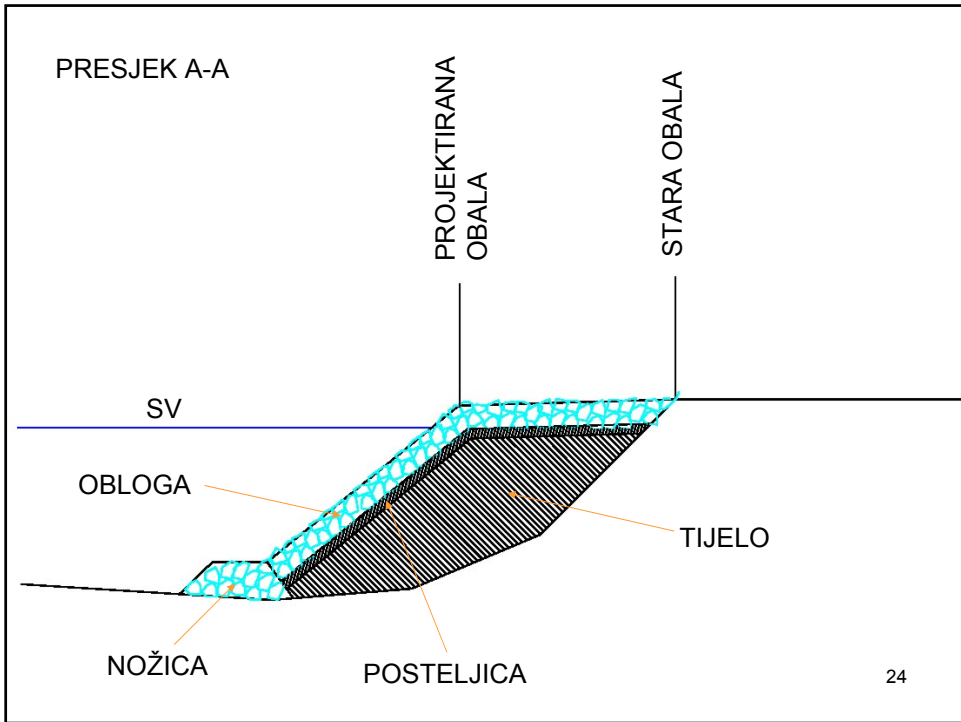 PRESJEK A-A
PROJEKTIRANA
OBALA
STARA OBALA
SV
OBLOGA
TIJELO
NOŽICA
POSTELJICA
24